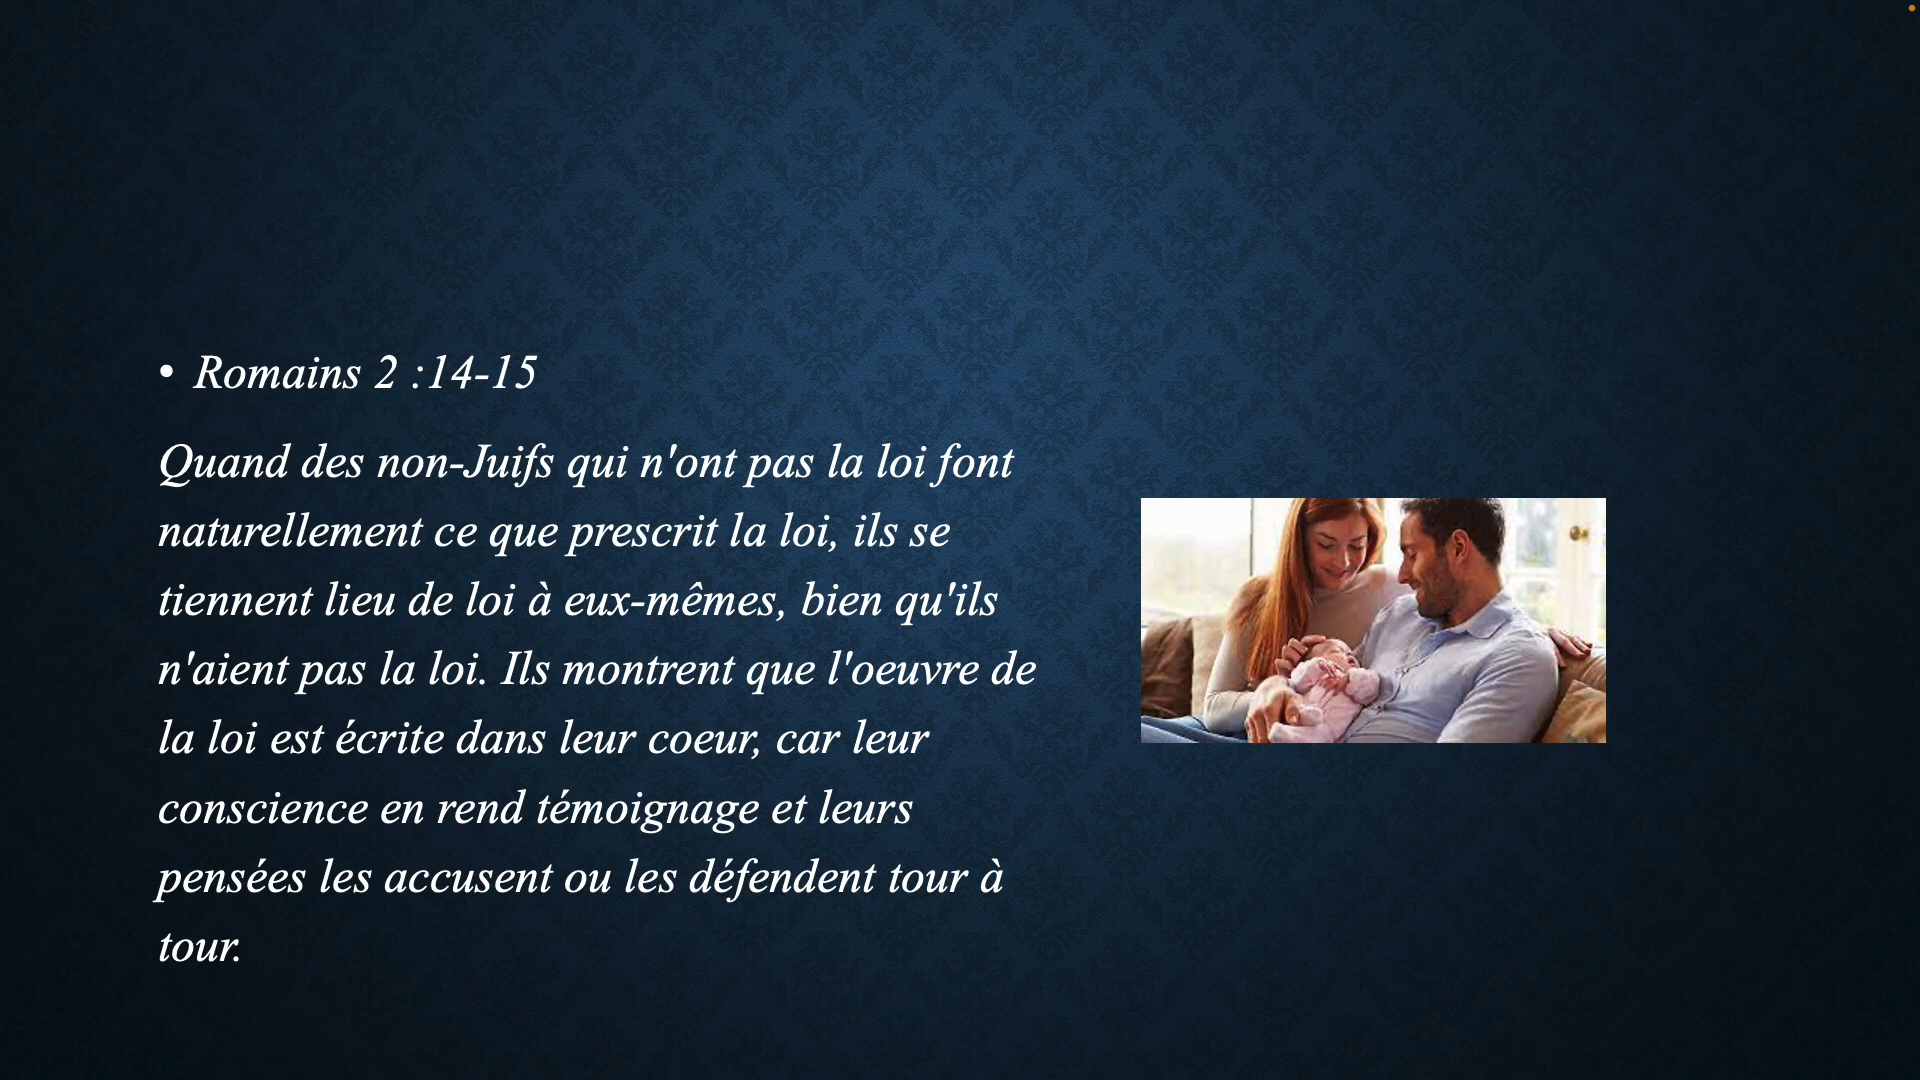 • Romains 2 :14-15
Quand des non-Juifs qui n'ont pas la loi font
naturellement ce que prescrit la loi, ils se
tiennent lieu de loi à eux-mêmes, bien qu'ils
n'aient pas la loi. Ils montrent que l'oeuvre de
la loi est écrite dans leur coeur, car leur
conscience en rend témoignage et leurs
pensées les accusent ou les défendent tour à
tour.